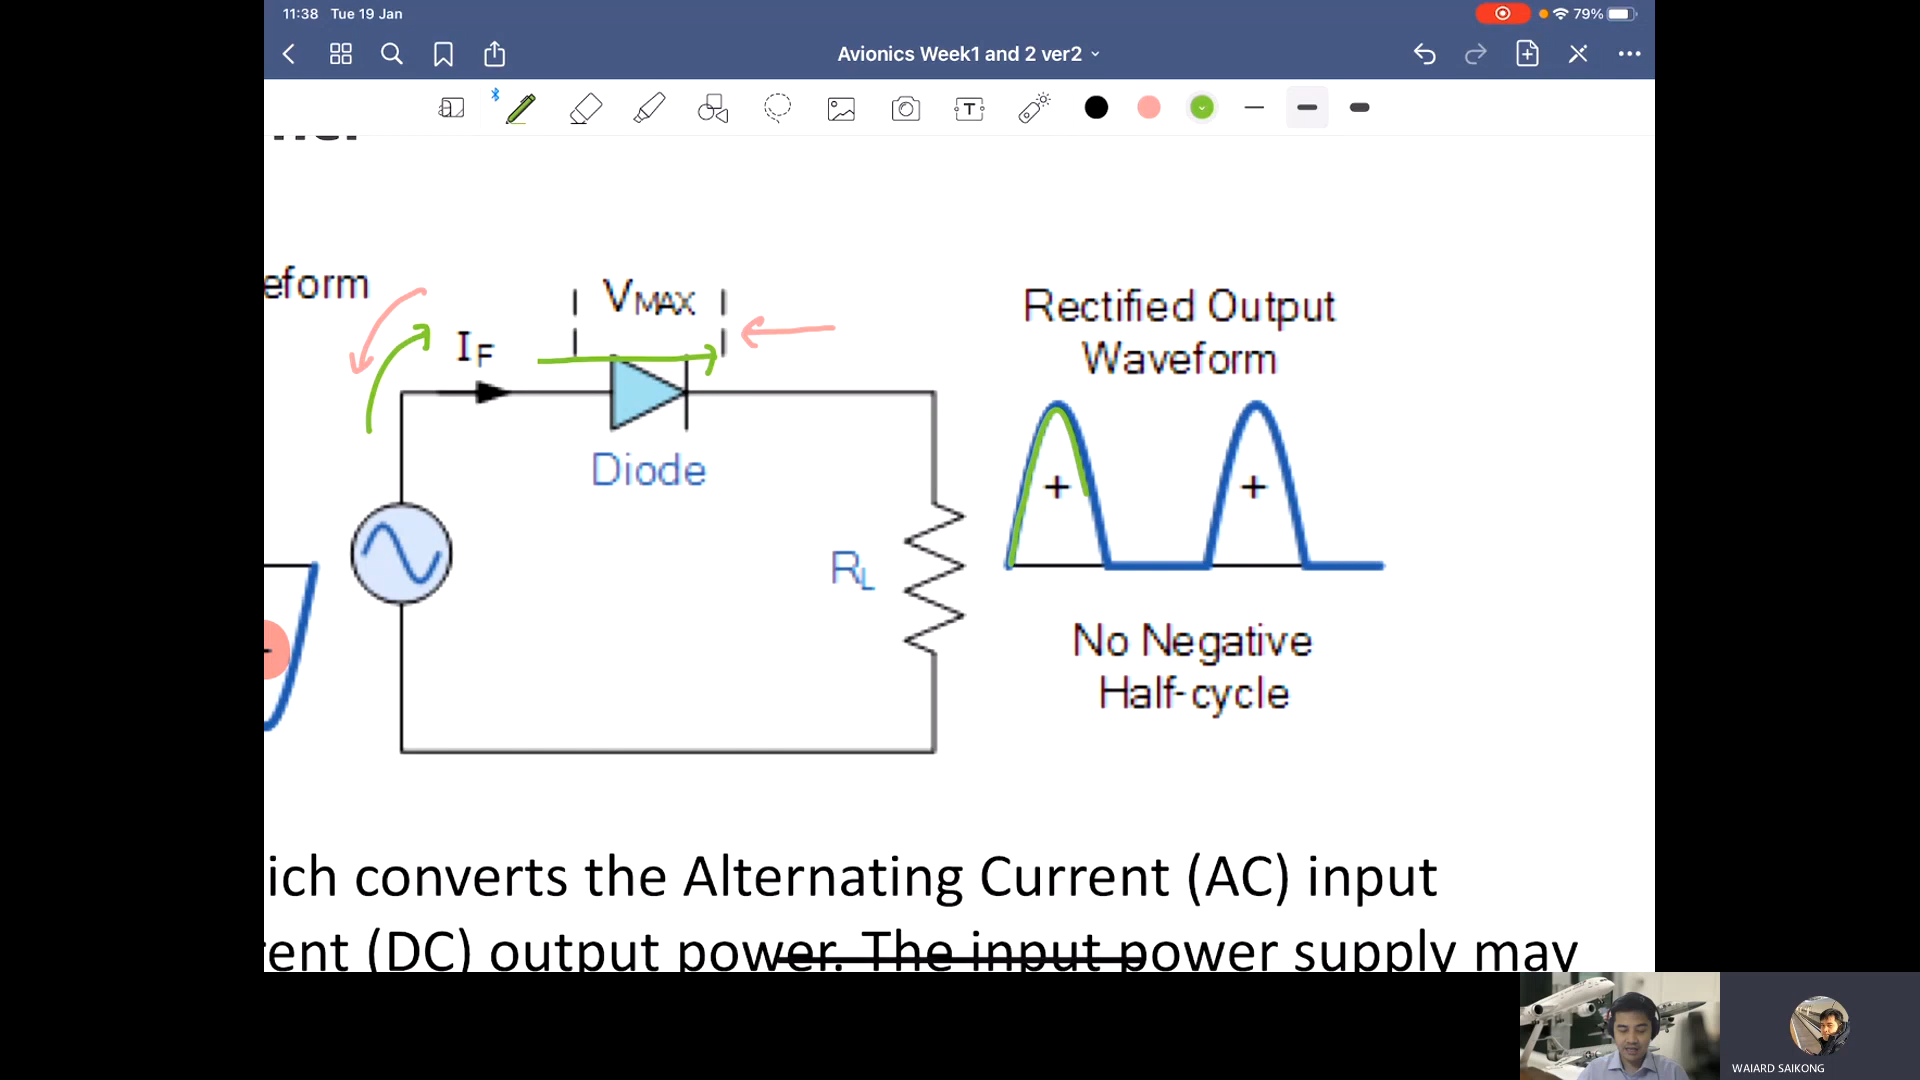 11:38 Tue 19 Jan
79%
Avionics Week1 and 2 ver2
T
eform
VMAX
IF
Rectified Output
Waveform
Diode
+ +
RL
No Negative
Half-cycle
ich converts the Alternating Current (AC) input
rent (DC) output power. The input power supply may
WAIARD SAIKONG